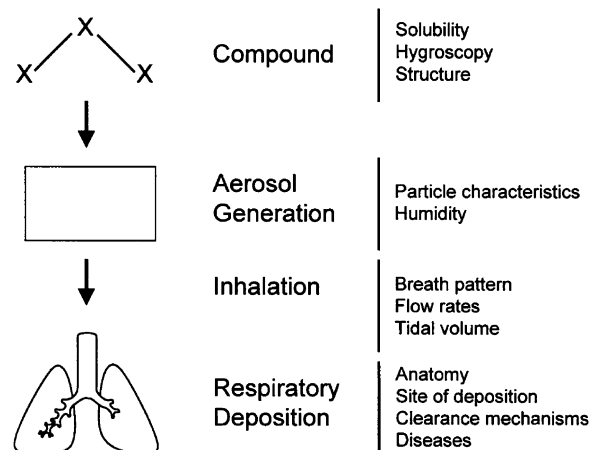 X
X X
Compound
Solubility
Hygroscopy
Structure
Aerosol
Generation
Particle characteristics
Humidity
Inhalation
Breath pattern
Flow rates
Tidal volume
Respiratory
Deposition
Anatomy
Site of deposition
Clearance mechanisms
Diseases